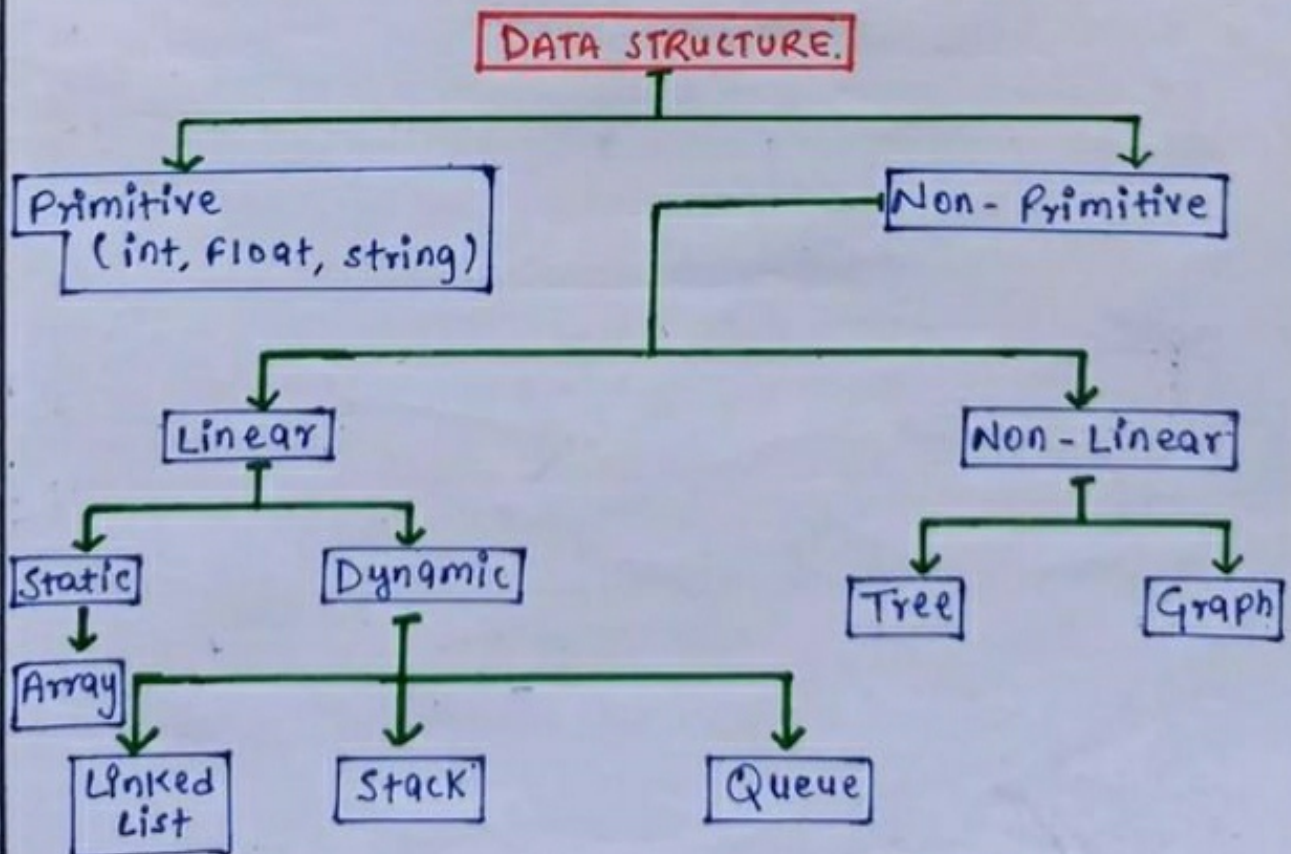 DATA STRUCTURE.
Primitive
(int, float, string)
Non - Primitive
Linear
Non - Linear
Static
Dynamic
Tree
Graph
Array
Linked
List
Stack
Queue